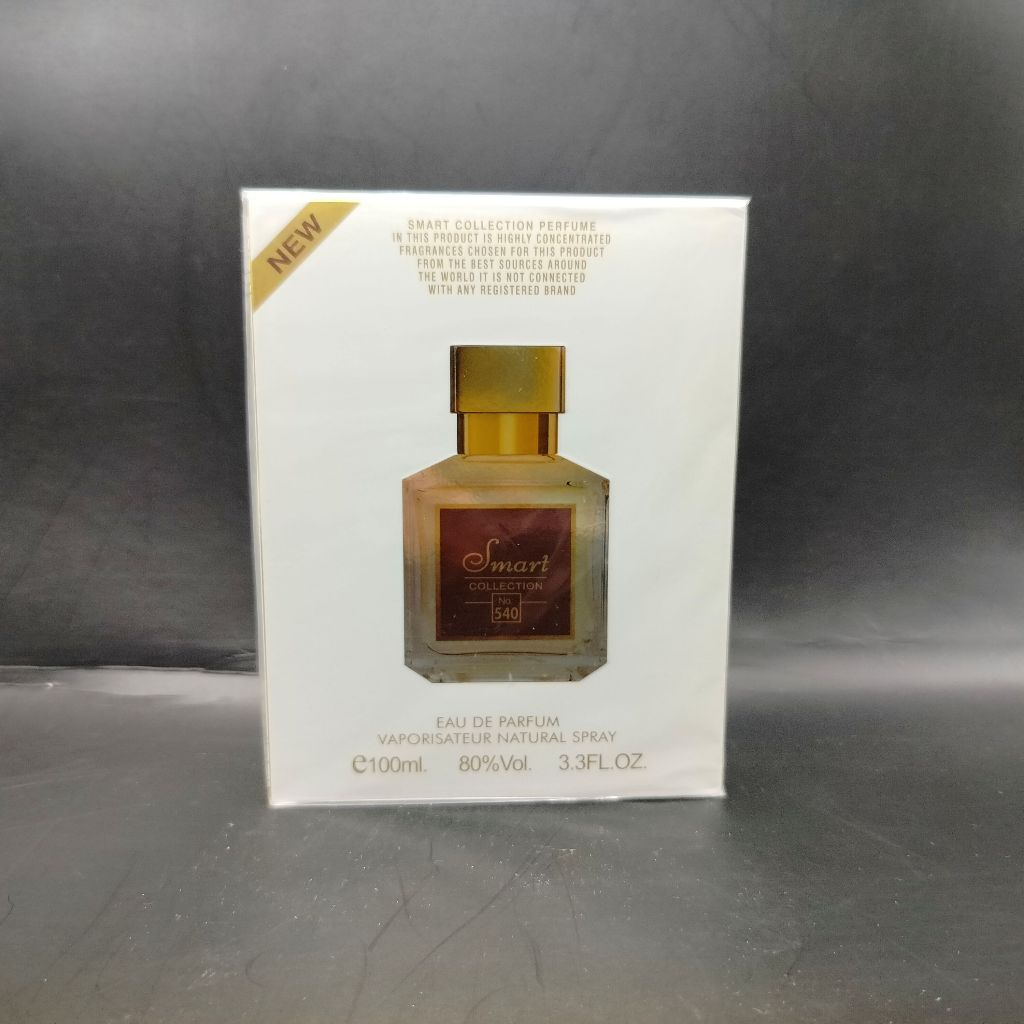 NEW
SMART COLLECTION PERFUME
IN THIS PRODUCT IS HIGHLY CONCENTRATED
FRAGRANCES CHOSEN FOR THIS PRODUCT
FROM THE BEST SOURCES AROUND
THE WORLD IT IS NOT CONNECTED
WITH ANY REGISTERED BRAND
Smart
COLLECTION
No.
540
EAU DE PARFUM
VAPORISATEUR NATURAL SPRAY
℮100ml. 80%Vol. 3.3FL.OZ.